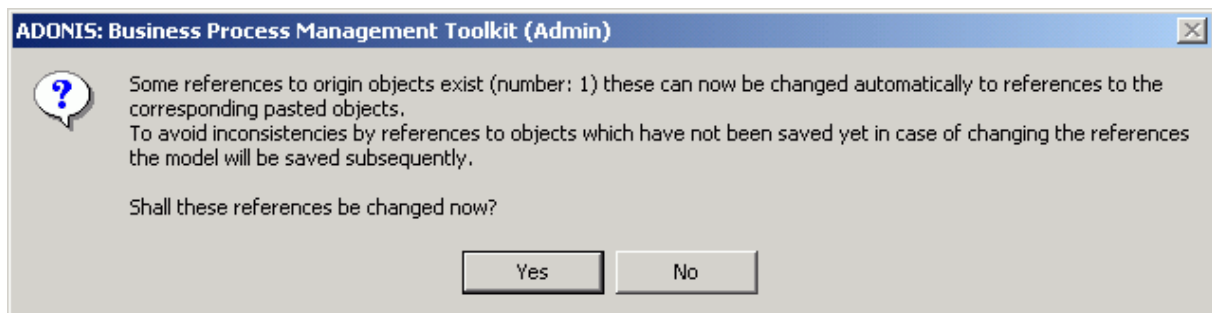 ADONIS: Business Process Management Toolkit (Admin)
Some references to origin objects exist (number: 1) these can now be changed automatically to references to the
corresponding pasted objects.
To avoid inconsistencies by references to objects which have not been saved yet in case of changing the references
the model will be saved subsequently.
Shall these references be changed now?
Yes No